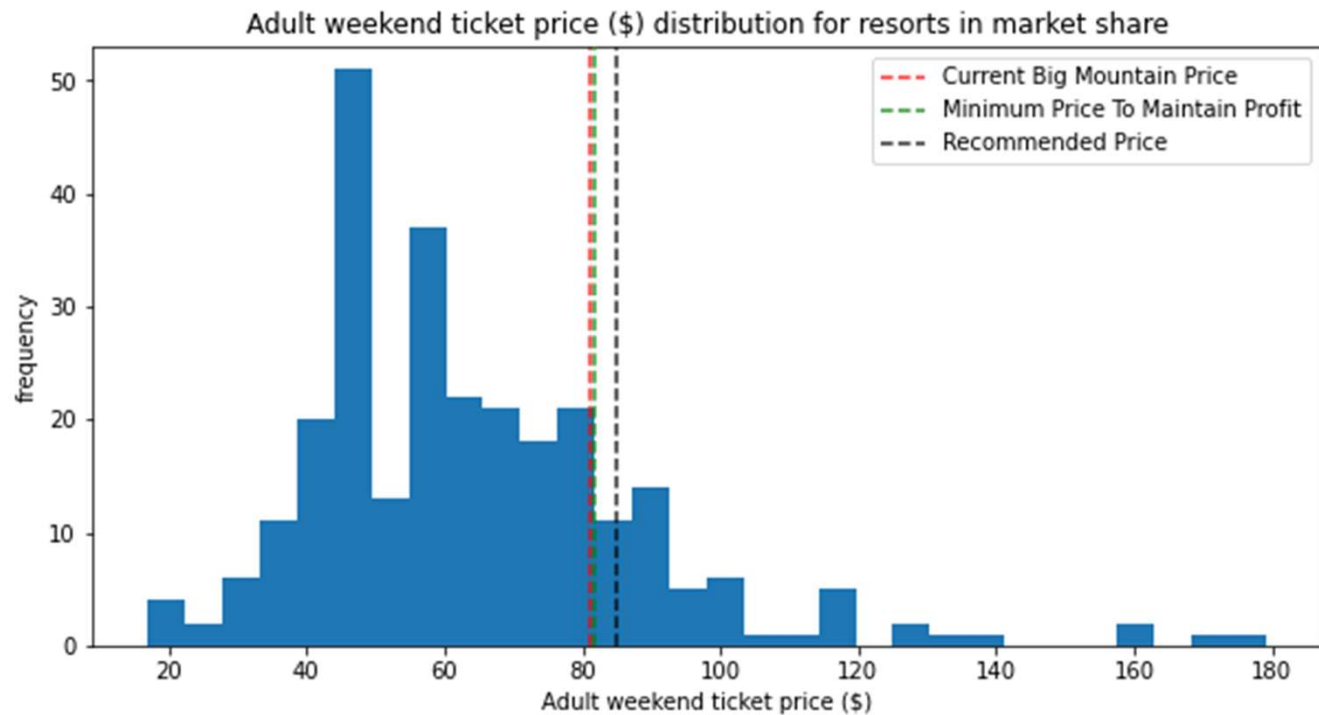 Adult weekend ticket price ($) distribution for resorts in market share
Current Big Mountain Price
Minimum Price To Maintain Profit
Recommended Price
frequency
50
40
30
20
10
0
20 40 60 80 100 120 140 160 180
Adult weekend ticket price ($)